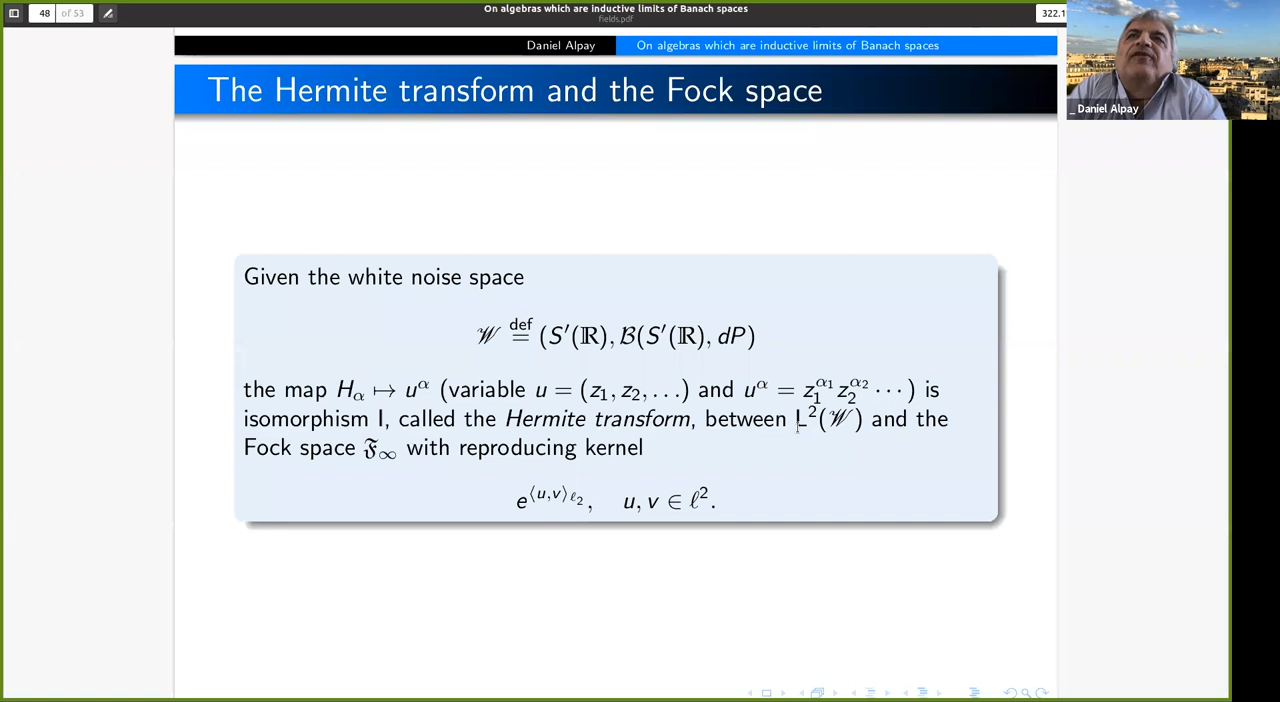 48 of 53
On algebras which are inductive limits of Banach spaces
fields.pdf
322.1
Daniel Alpay On algebras which are inductive limits of Banach spaces
_ Daniel Alpay
The Hermite transform and the Fock space
Given the white noise space
𝒲 def= (S′(ℝ), ℬ(S′(ℝ), dP)
the map H_α ↦ u^α (variable u = (z₁, z₂, ...) and u^α = z₁^{α₁} z₂^{α₂} ⋯) is
isomorphism I, called the Hermite transform, between L²(𝒲) and the
Fock space 𝔉_∞ with reproducing kernel
e^{⟨u,v⟩_{ℓ₂}}, u, v ∈ ℓ².